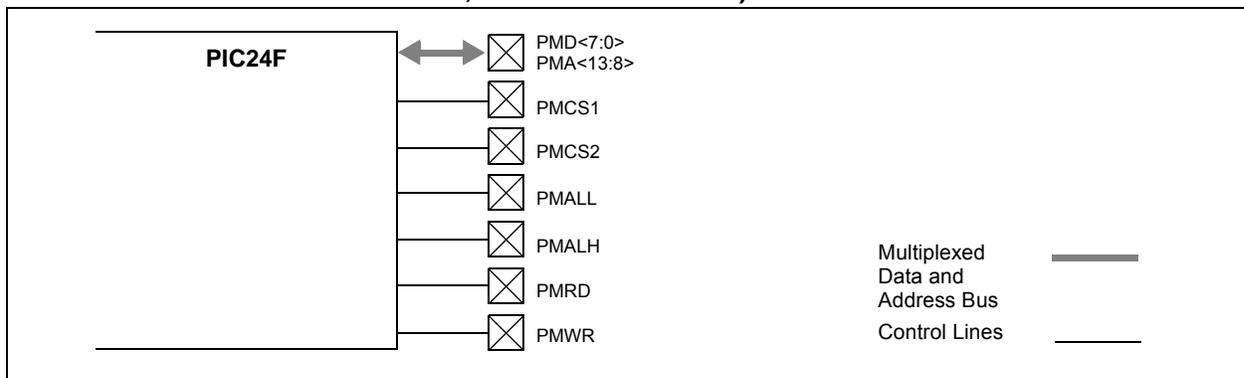 PIC24F
PMD<7:0>
PMA<13:8>
PMCS1
PMCS2
PMALL
PMALH
PMRD
PMWR
Multiplexed
Data and
Address Bus
Control Lines